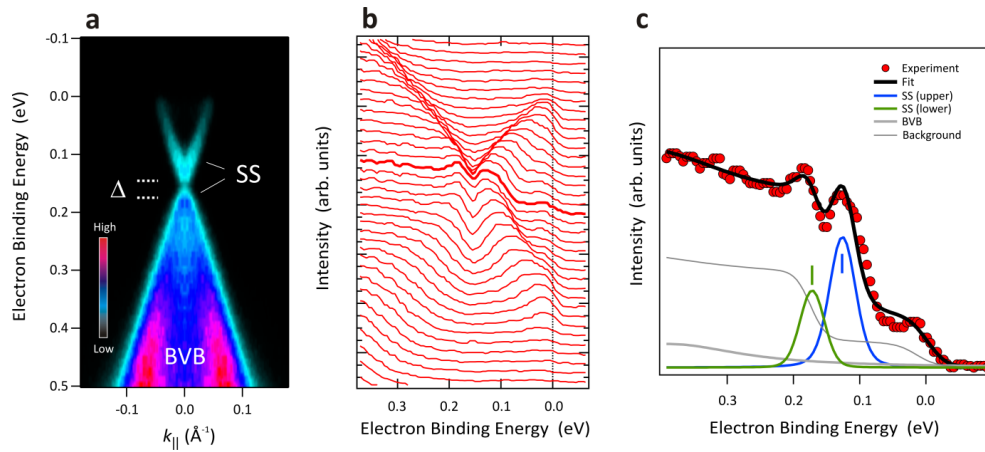 a
Electron Binding Energy (eV)
-0.1
0.0
0.1
0.2
0.3
0.4
0.5
Δ
SS
High
Low
BVB
-0.1
0.0
0.1
k|| (Å⁻¹)
b
Intensity (arb. units)
0.3
0.2
0.1
0.0
Electron Binding Energy (eV)
c
Intensity (arb. units)
Experiment
Fit
SS (upper)
SS (lower)
BVB
Background
0.3
0.2
0.1
0.0
Electron Binding Energy (eV)